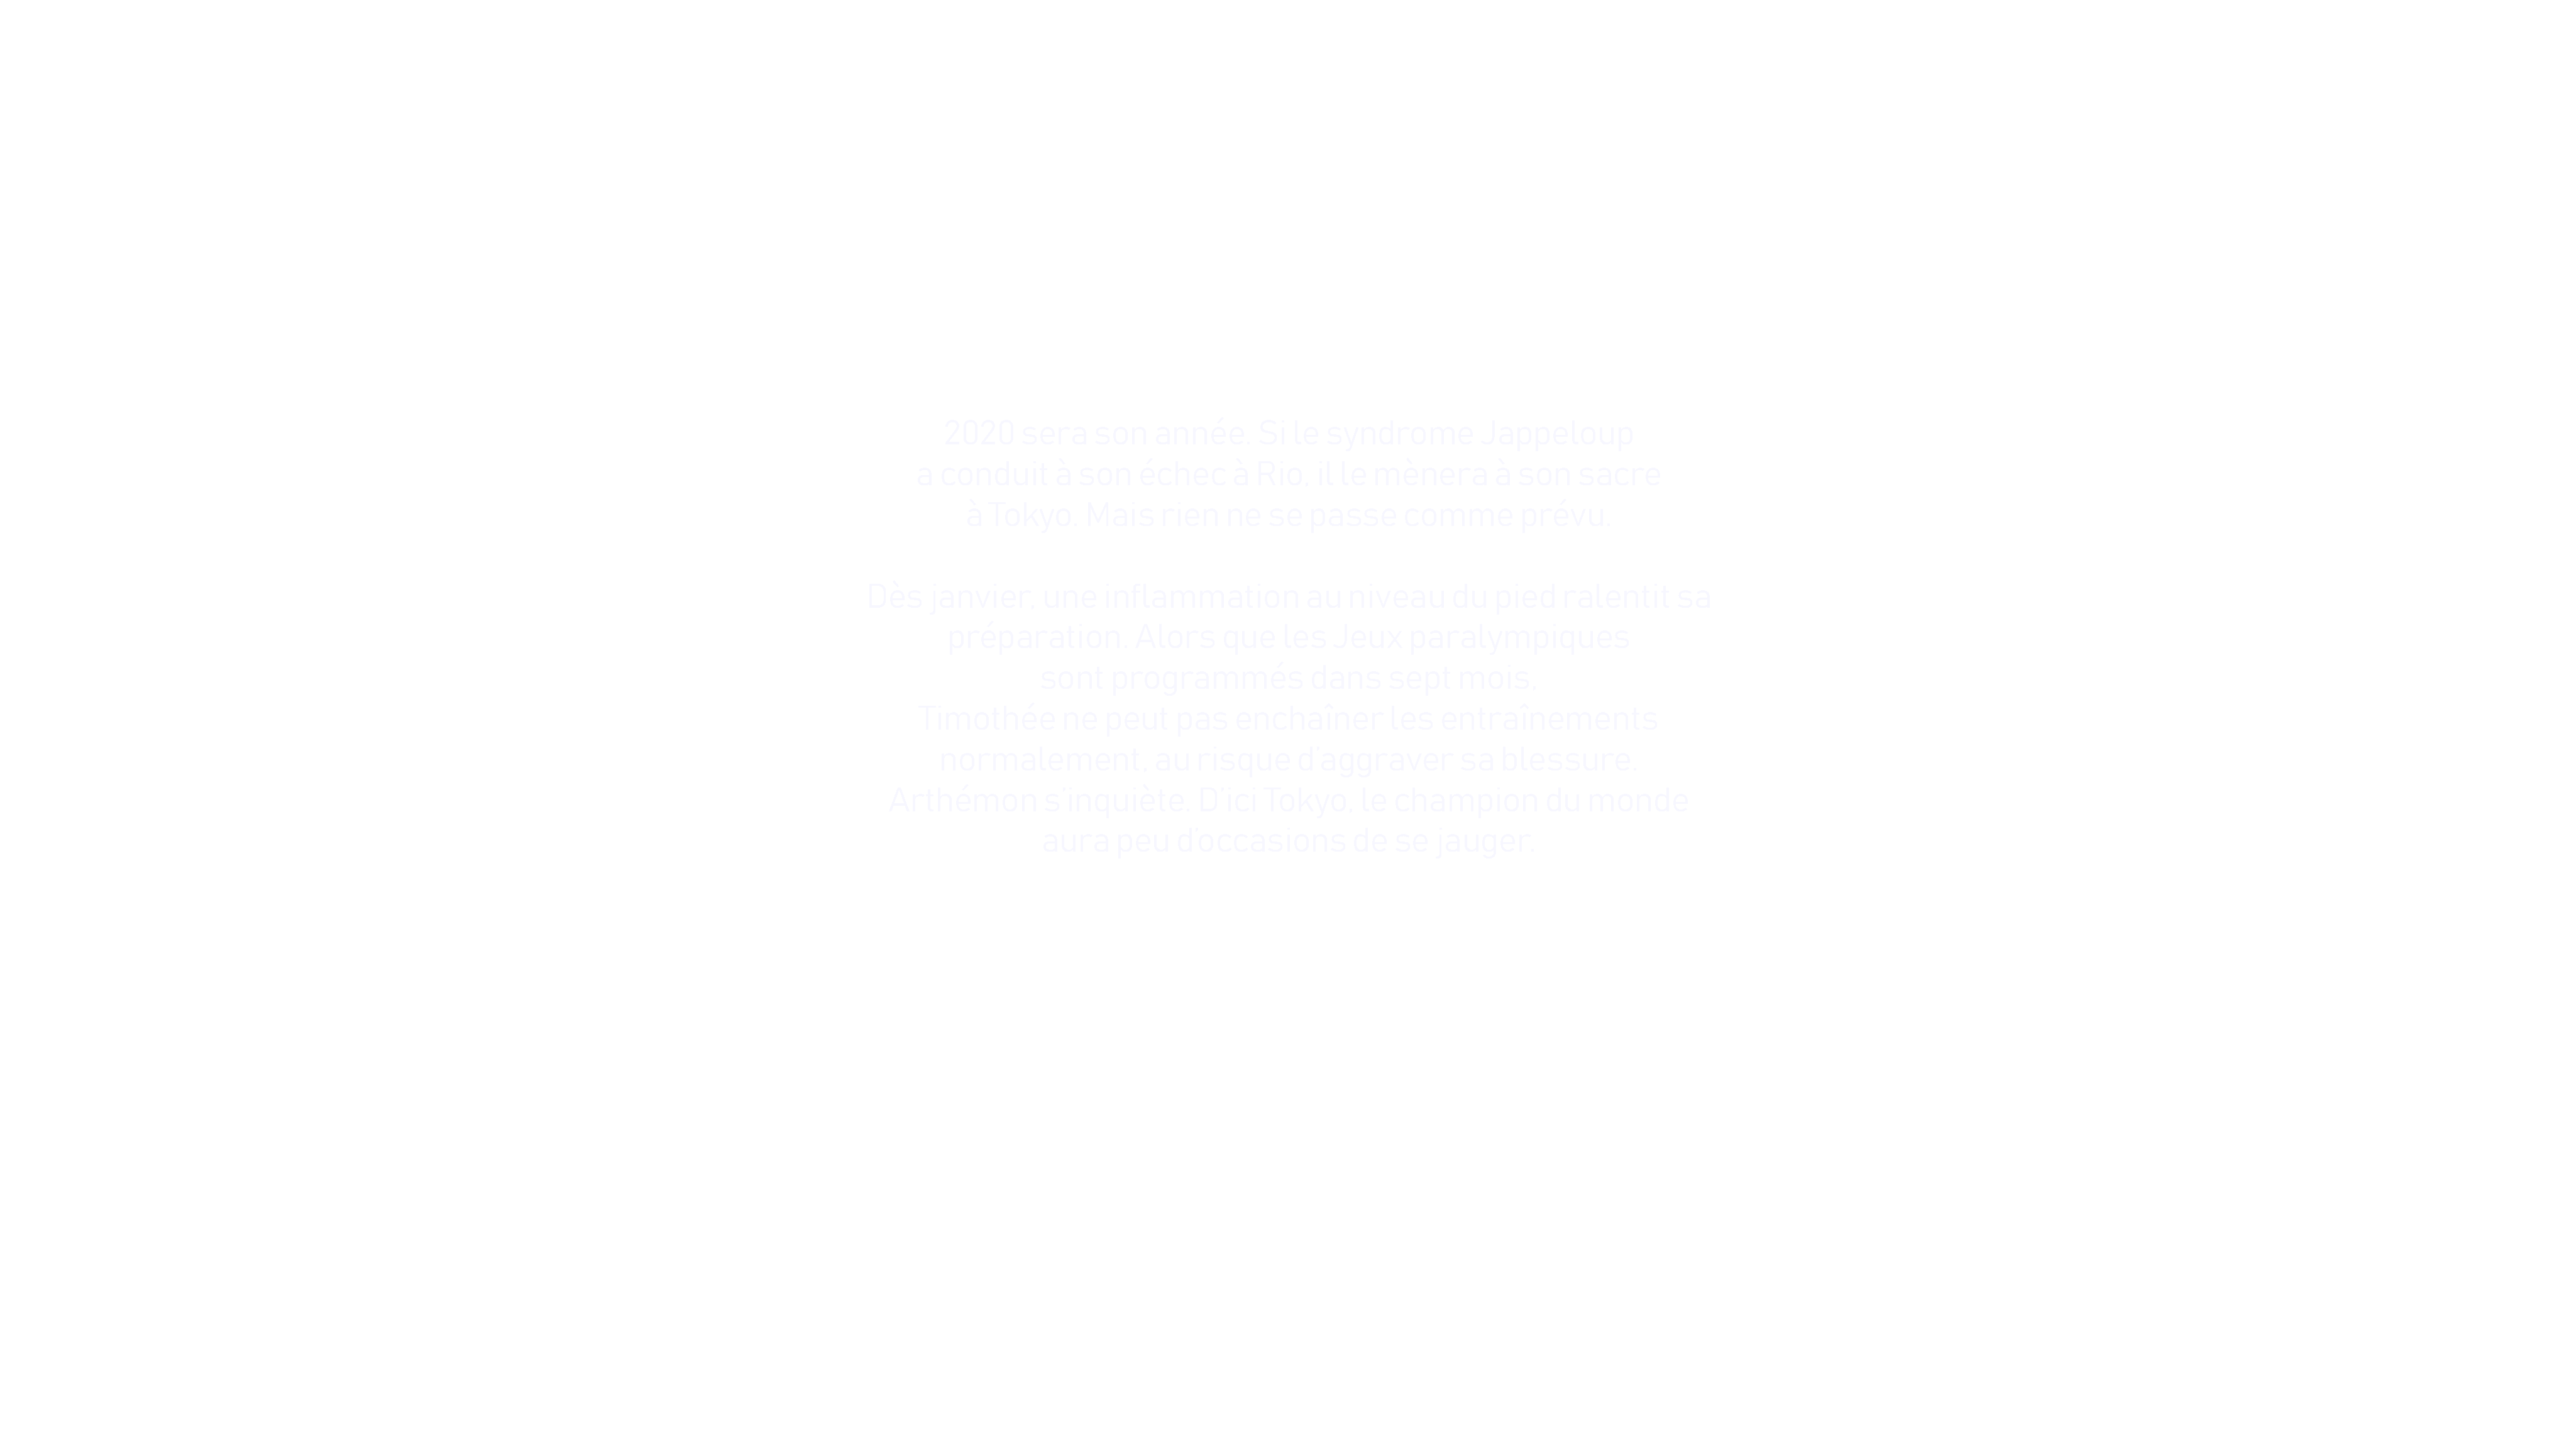 2020 sera son année. Si le syndrome Jappeloup
a conduit à son échec à Rio, il le mènera à son sacre
à Tokyo. Mais rien ne se passe comme prévu.
Dès janvier, une inflammation au niveau du pied ralentit sa
préparation. Alors que les Jeux paralympiques
sont programmés dans sept mois,
Timothée ne peut pas enchaîner les entraînements
normalement, au risque d'aggraver sa blessure.
Arthémon s'inquiète. D'ici Tokyo, le champion du monde
aura peu d'occasions de se jauger.